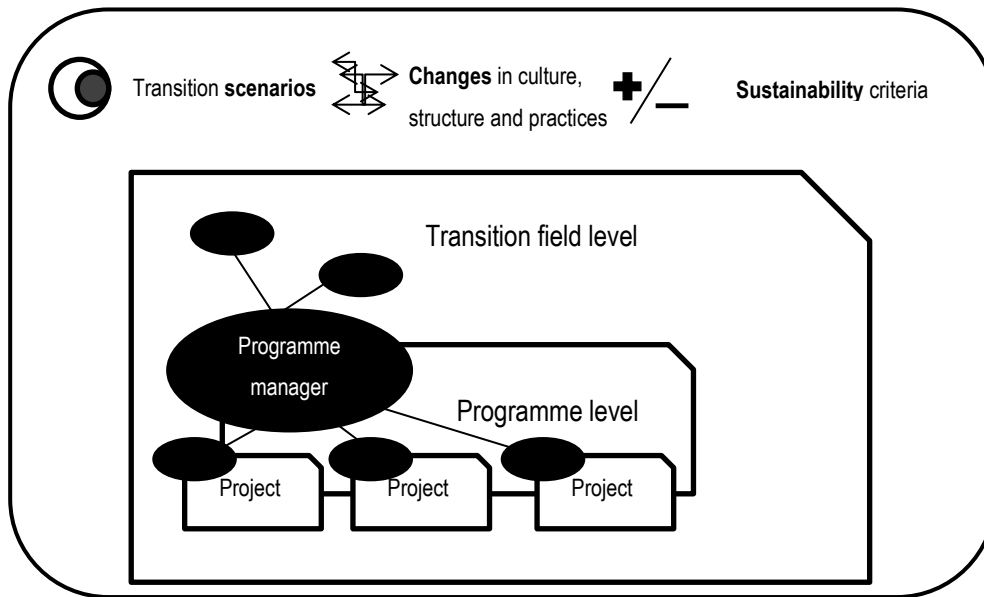 Transition scenarios
Changes in culture,
structure and practices
Sustainability criteria
Transition field level
Programme
manager
Programme level
Project
Project
Project